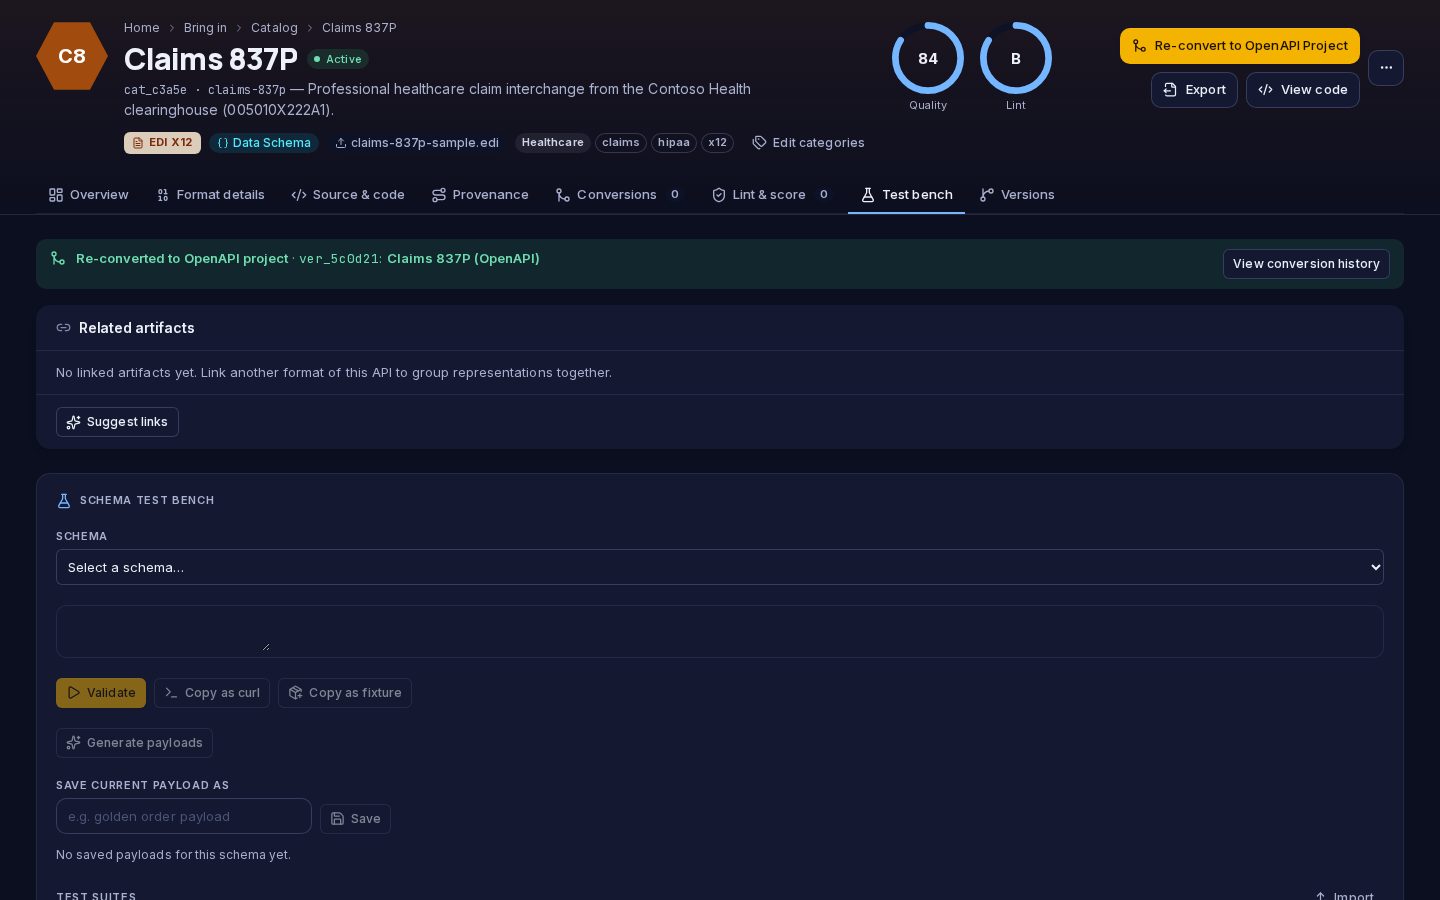 C8
Home > Bring in > Catalog > Claims 837P
Claims 837P Active
cat_c3a5e · claims-837p — Professional healthcare claim interchange from the Contoso Health
clearinghouse (005010X222A1).
EDI X12 {} Data Schema claims-837p-sample.edi Healthcare claims hipaa x12 Edit categories
84
Quality
B
Lint
Re-convert to OpenAPI Project
Export
View code
Overview Format details Source & code Provenance Conversions 0 Lint & score 0 Test bench Versions
Re-converted to OpenAPI project · ver_5c0d21: Claims 837P (OpenAPI)
View conversion history
Related artifacts
No linked artifacts yet. Link another format of this API to group representations together.
Suggest links
SCHEMA TEST BENCH
SCHEMA
Select a schema...
Validate Copy as curl Copy as fixture
Generate payloads
SAVE CURRENT PAYLOAD AS
e.g. golden order payload Save
No saved payloads for this schema yet.
TEST SUITES Import